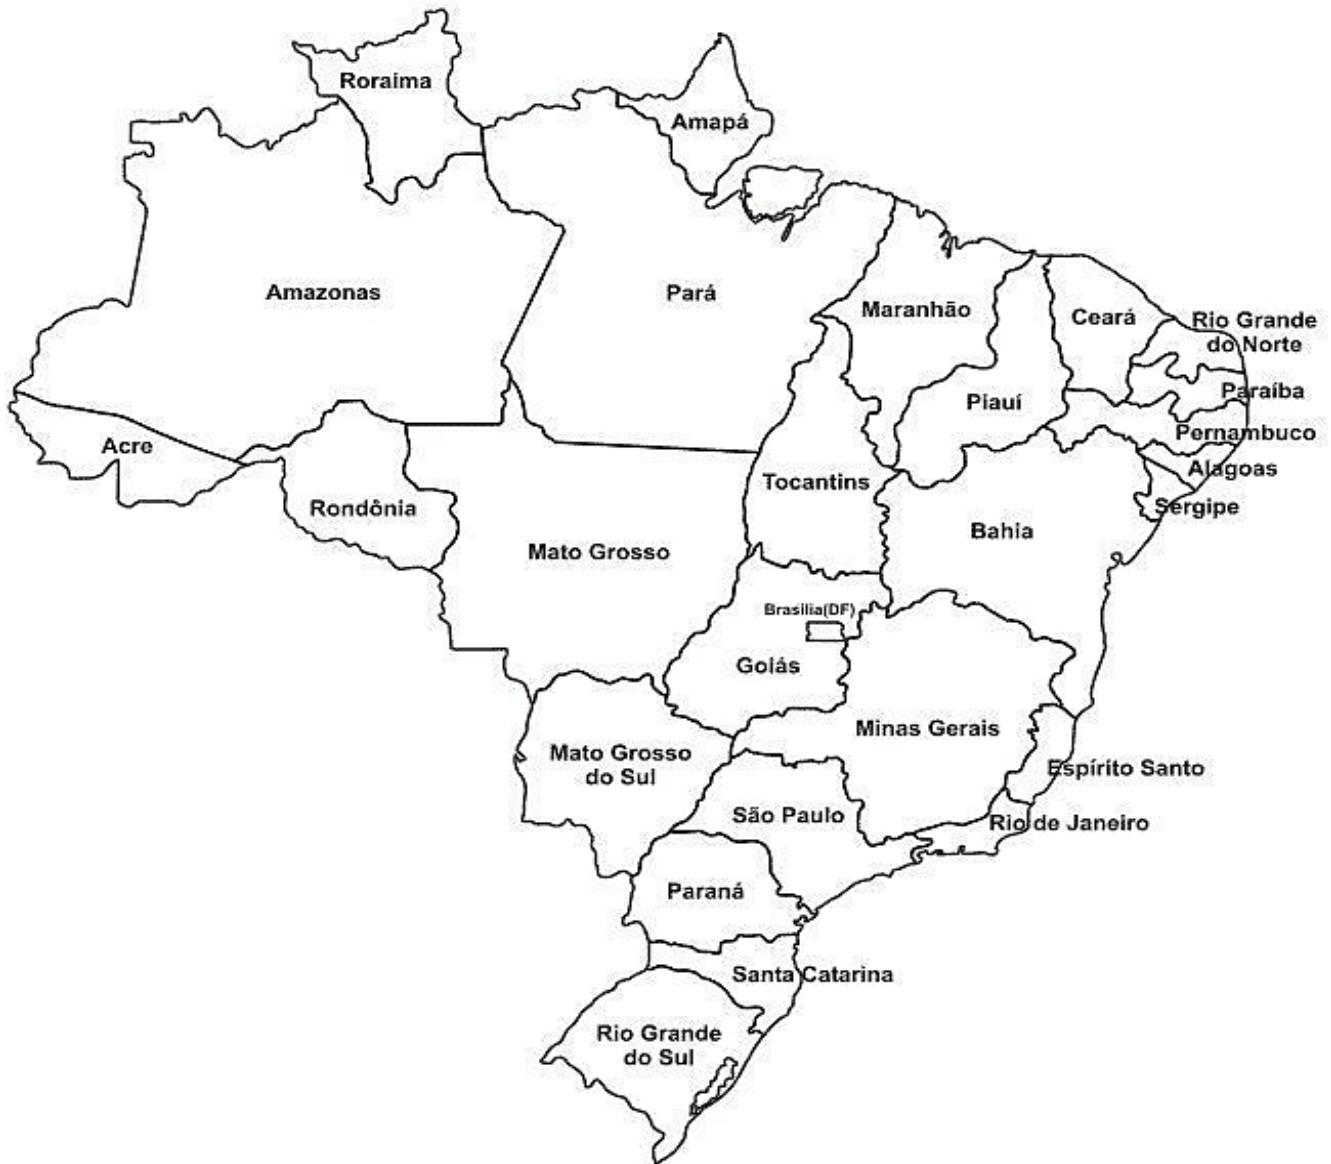 Roraima
Amapá
Amazonas
Pará
Maranhão
Ceará
Rio Grande
do Norte
Paraíba
Piauí
Pernambuco
Acre
Alagoas
Tocantins
Rondônia
Sergipe
Bahia
Mato Grosso
Brasilia(DF)
Goiás
Minas Gerais
Mato Grosso
do Sul
Espírito Santo
São Paulo
Rio de Janeiro
Paraná
Santa Catarina
Rio Grande
do Sul